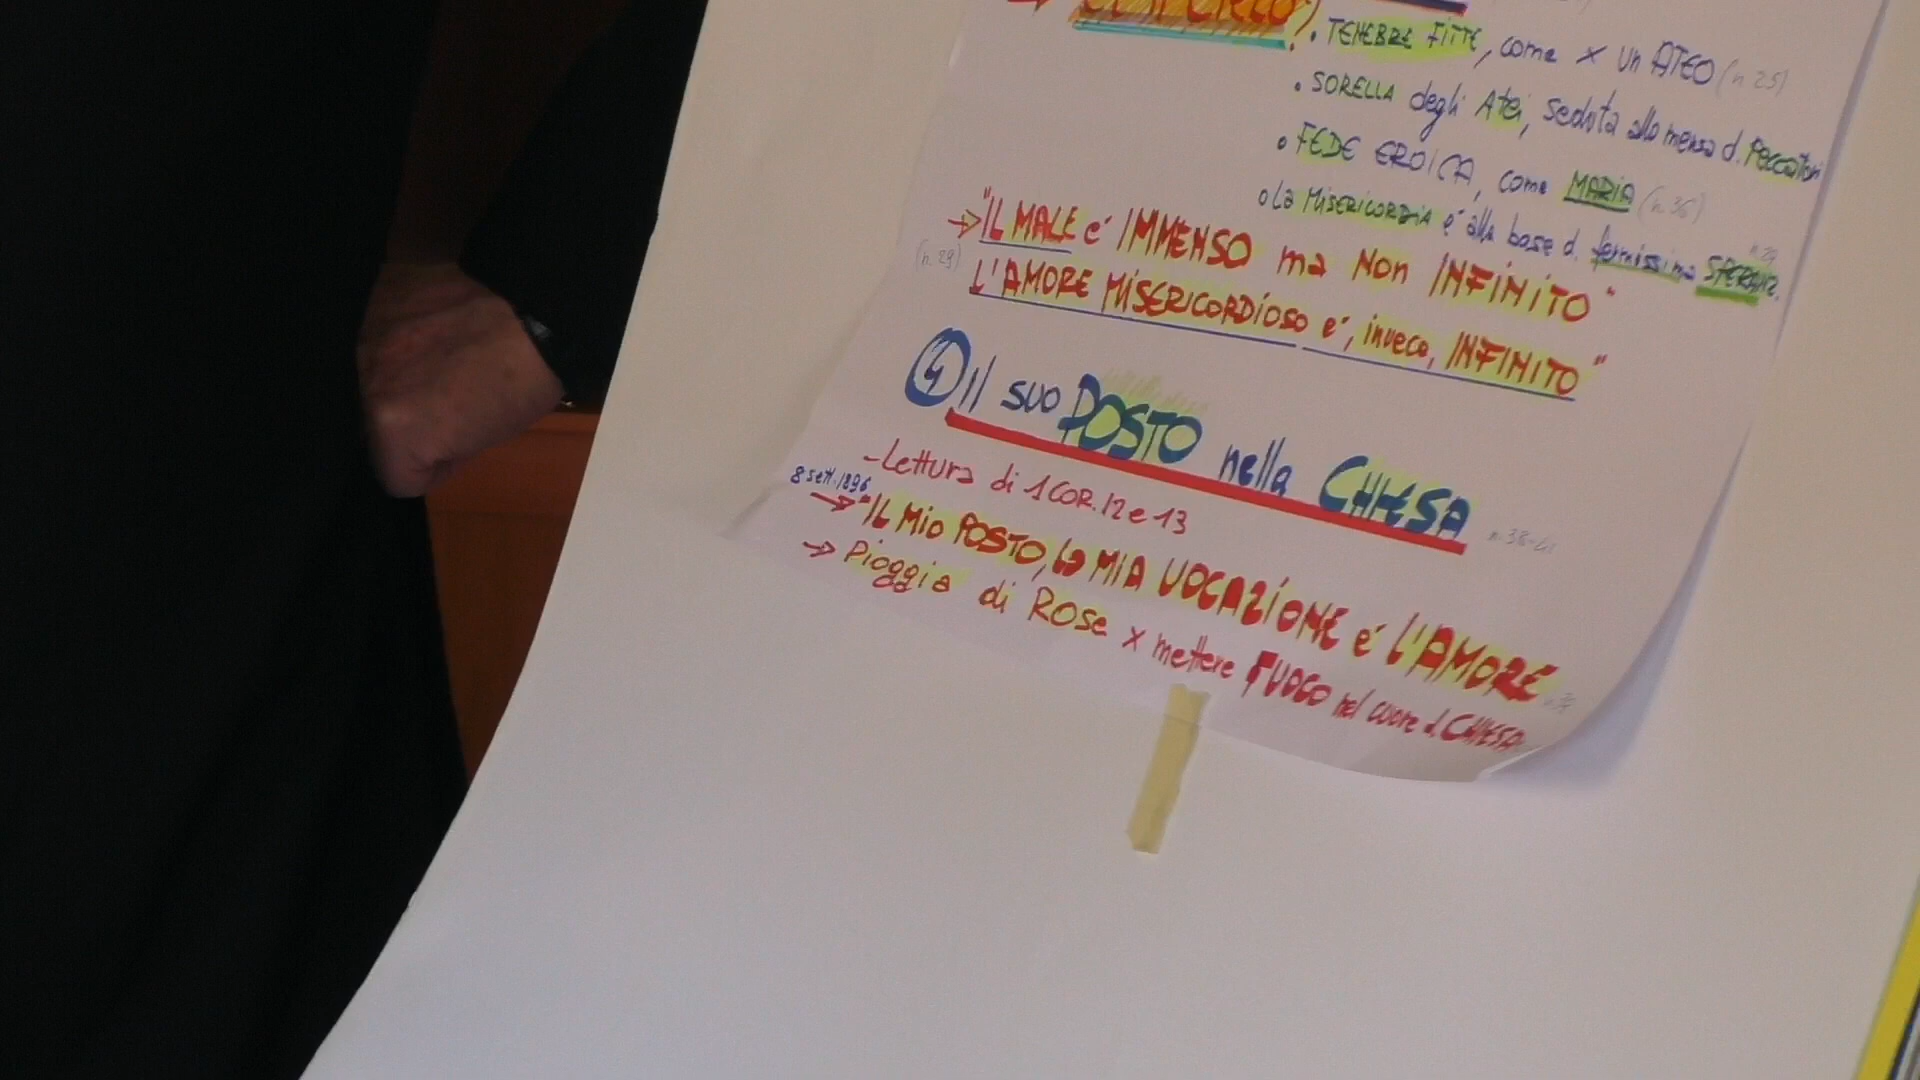 • TENEBRE FITTE, come x un ATEO (n. 25)
• SORELLA degli Atei, seduta alla mensa d. Peccatori
• FEDE EROICA, come MARIA (n. 36)
• La MISERICORDIA é alla base d. fermissima
→ "IL MALE é IMMENSO ma NON INFINITO"
(n. 29)
L'AMORE MISERICORDIOSO é, invece, INFINITO"
④ Il suo POSTO nella CHIESA
- Lettura di 1 COR. 12 e 13
8 sett. 1896
→ "IL Mio POSTO, la MIA VOCAZIONE é L'AMORE
→ Pioggia di ROSE x mettere FUOCO nel cuore d. CHIESA